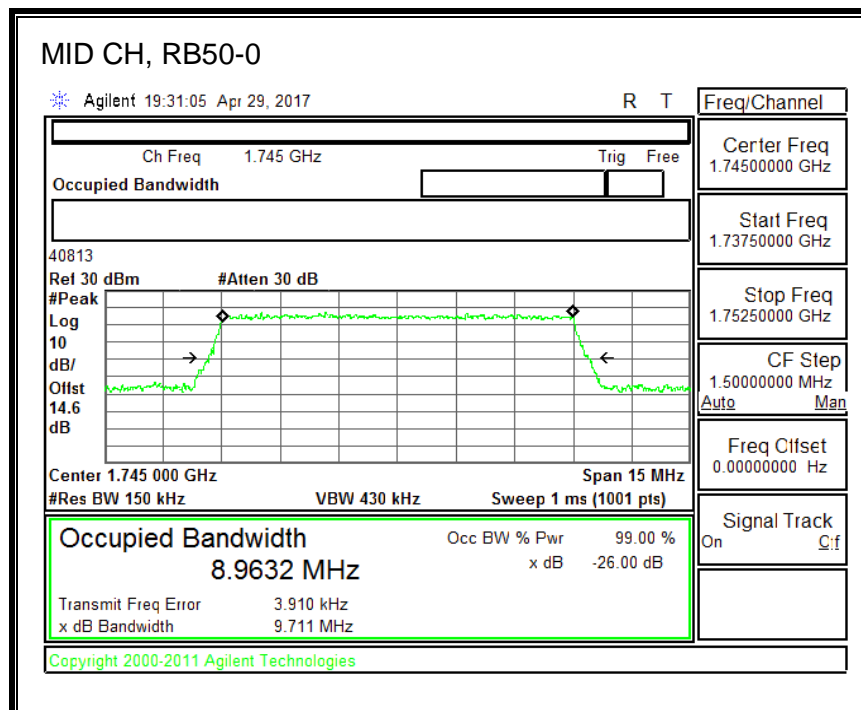 MID CH, RB50-0
Agilent 19:31:05 Apr 29, 2017 R T
Freq/Channel
Ch Freq 1.745 GHz Trig Free
Occupied Bandwidth
Center Freq
1.74500000 GHz
Start Freq
1.73750000 GHz
Stop Freq
1.75250000 GHz
CF Step
1.50000000 MHz
Auto Man
Freq Offset
0.00000000 Hz
Signal Track
On Off
40813
Ref 30 dBm #Atten 30 dB
#Peak
Log
10
dB/
Offst
14.6
dB
Center 1.745 000 GHz Span 15 MHz
#Res BW 150 kHz VBW 430 kHz Sweep 1 ms (1001 pts)
Occupied Bandwidth
8.9632 MHz
Occ BW % Pwr 99.00 %
x dB -26.00 dB
Transmit Freq Error 3.910 kHz
x dB Bandwidth 9.711 MHz
Copyright 2000-2011 Agilent Technologies